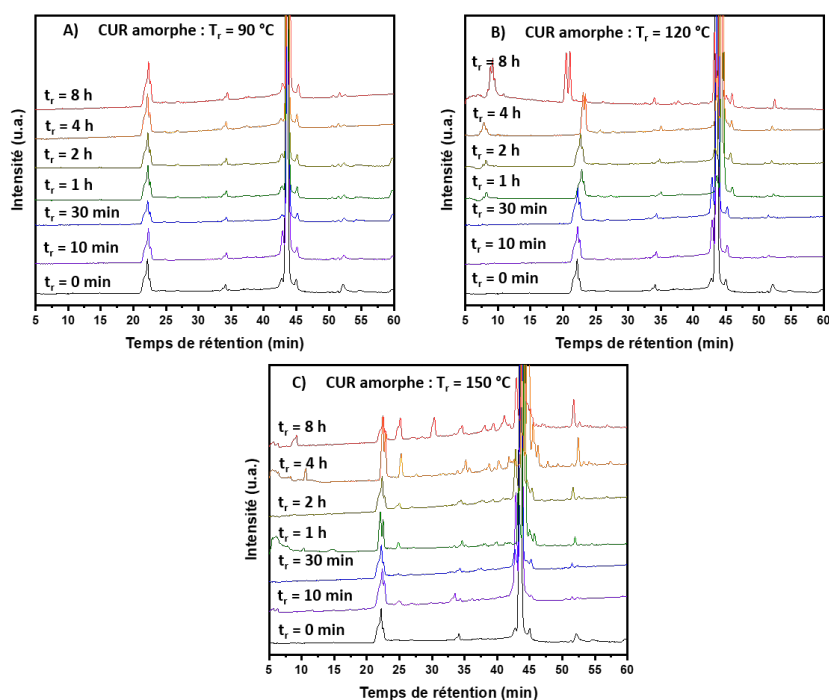 A) CUR amorphe : Tr = 90 °C
Intensité (u.a.)
tr = 8 h
tr = 4 h
tr = 2 h
tr = 1 h
tr = 30 min
tr = 10 min
tr = 0 min
5 10 15 20 25 30 35 40 45 50 55 60
Temps de rétention (min)
B) CUR amorphe : Tr = 120 °C
Intensité (u.a.)
tr = 8 h
tr = 4 h
tr = 2 h
tr = 1 h
tr = 30 min
tr = 10 min
tr = 0 min
5 10 15 20 25 30 35 40 45 50 55 60
Temps de rétention (min)
C) CUR amorphe : Tr = 150 °C
Intensité (u.a.)
tr = 8 h
tr = 4 h
tr = 2 h
tr = 1 h
tr = 30 min
tr = 10 min
tr = 0 min
5 10 15 20 25 30 35 40 45 50 55 60
Temps de rétention (min)